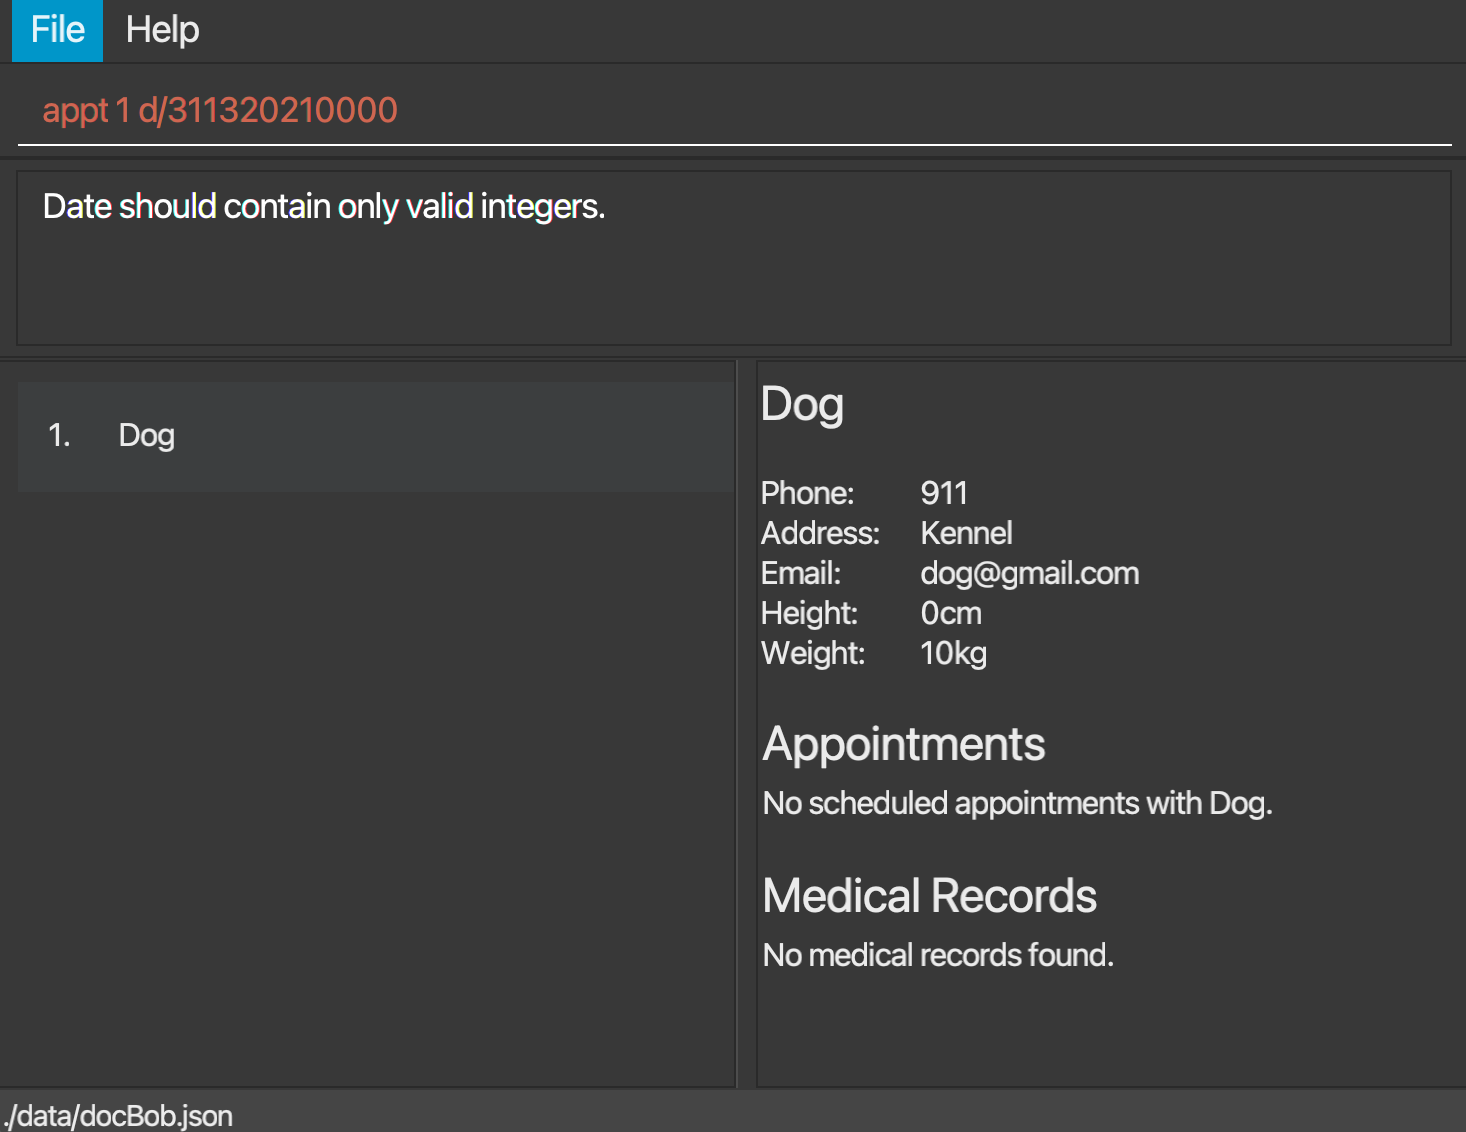 File Help
appt 1 d/311320210000
Date should contain only valid integers.
1. Dog
Dog
Phone: 911
Address: Kennel
Email: dog@gmail.com
Height: 0cm
Weight: 10kg
Appointments
No scheduled appointments with Dog.
Medical Records
No medical records found.
./data/docBob.json